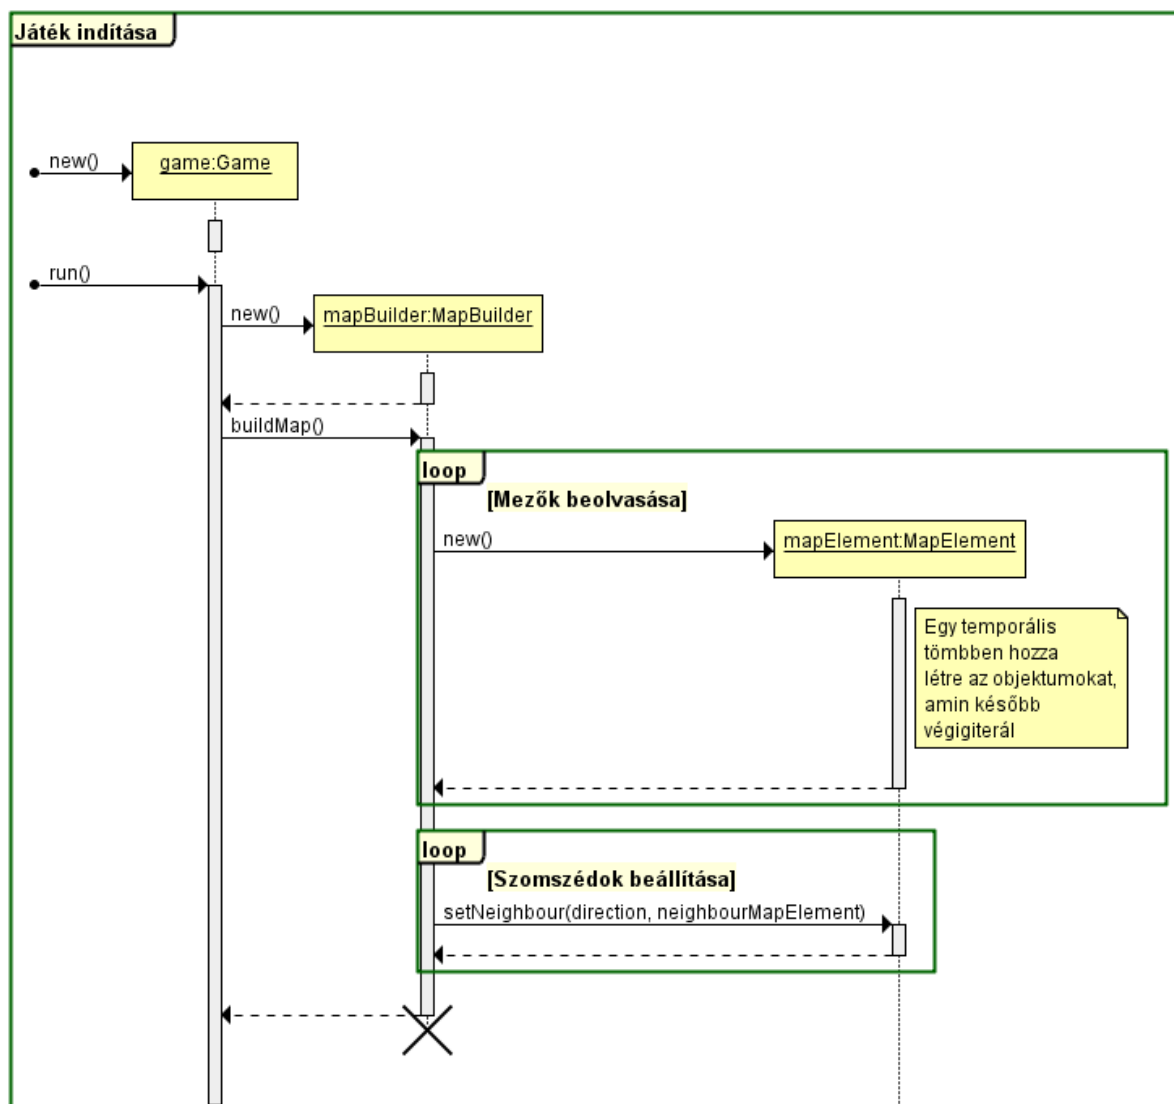 Játék indítása
new()
game:Game
run()
new()
mapBuilder:MapBuilder
buildMap()
loop
[Mezők beolvasása]
new()
mapElement:MapElement
Egy temporális
tömbben hozza
létre az objektumokat,
amin később
végigiterál
loop
[Szomszédok beállítása]
setNeighbour(direction, neighbourMapElement)